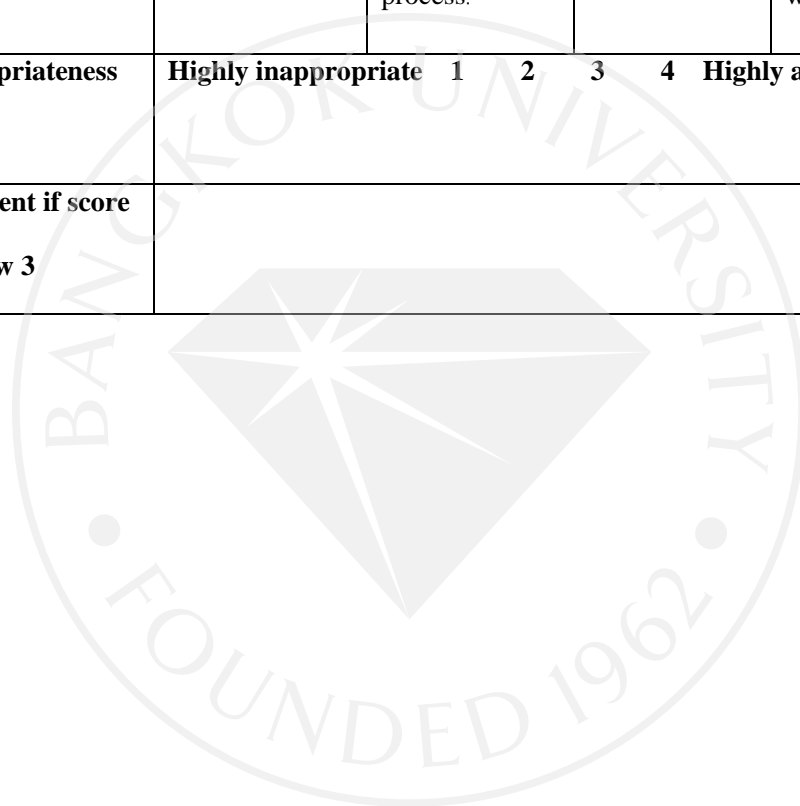 process.
w
priateness Highly inappropriate 1 2 3 4 Highly a
ent if score
w 3
BANGKOK UNIVERSITY
FOUNDED 1962